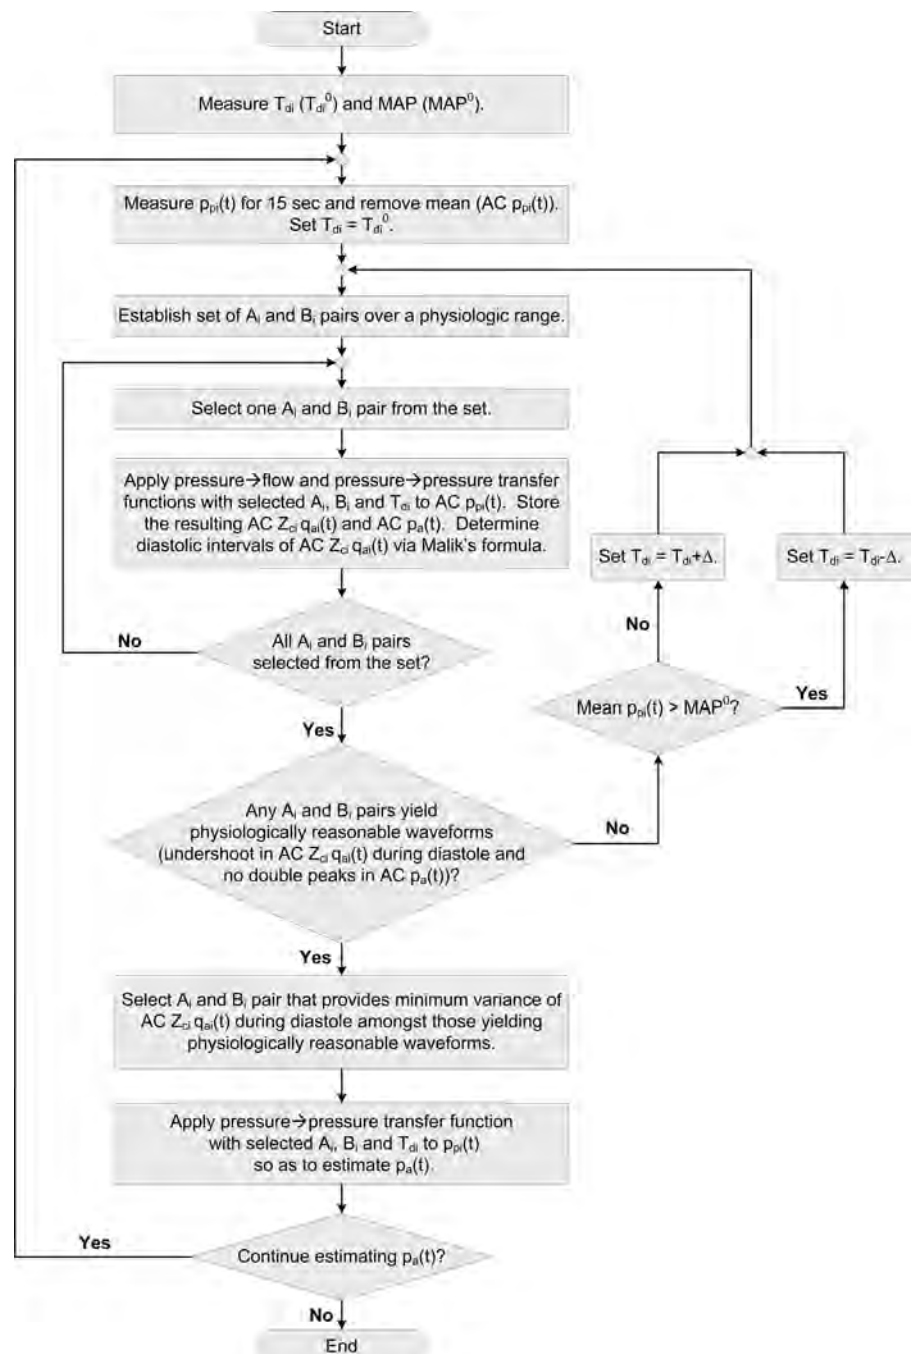 Start
Measure T_di (T_di^0) and MAP (MAP^0).
Measure p_pi(t) for 15 sec and remove mean (AC p_pi(t)).
Set T_di = T_di^0.
Establish set of A_i and B_i pairs over a physiologic range.
Select one A_i and B_i pair from the set.
Apply pressure→flow and pressure→pressure transfer
functions with selected A_i, B_i and T_di to AC p_pi(t). Store
the resulting AC Z_ci q_ai(t) and AC p_a(t). Determine
diastolic intervals of AC Z_ci q_ai(t) via Malik's formula.
Set T_di = T_di+Δ.
Set T_di = T_di-Δ.
No
All A_i and B_i pairs
selected from the set?
No
Mean p_pi(t) > MAP^0?
Yes
Yes
Any A_i and B_i pairs yield
physiologically reasonable waveforms
(undershoot in AC Z_ci q_ai(t) during diastole and
no double peaks in AC p_a(t))?
No
Yes
Select A_i and B_i pair that provides minimum variance of
AC Z_ci q_ai(t) during diastole amongst those yielding
physiologically reasonable waveforms.
Apply pressure→pressure transfer function
with selected A_i, B_i and T_di to p_pi(t)
so as to estimate p_a(t).
Yes
Continue estimating p_a(t)?
No
End